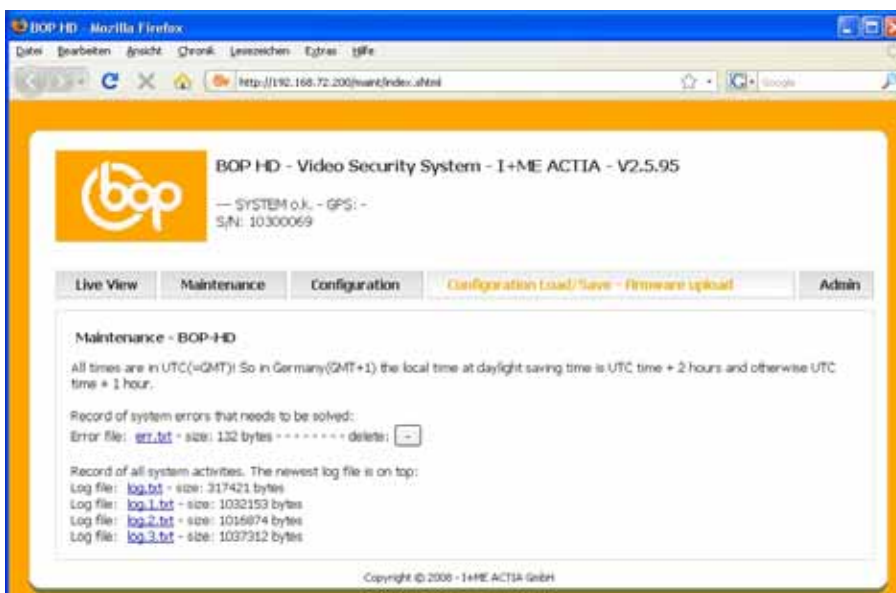 BOP HD - Mozilla Firefox
Datei Bearbeiten Ansicht Chronik Lesezeichen Extras Hilfe
http://192.168.72.200/maint/index.shtml
G Google
bop
BOP HD - Video Security System - I+ME ACTIA - V2.5.95
--- SYSTEM o.k. - GPS: -
S/N: 10300069
Live View Maintenance Configuration Configuration Load/Save - Firmware upload Admin
Maintenance - BOP-HD
All times are in UTC(=GMT)! So in Germany(GMT+1) the local time at daylight saving time is UTC time + 2 hours and otherwise UTC
time + 1 hour.
Record of system errors that needs to be solved:
Error file: err.txt - size: 132 bytes - - - - - - - - delete: -
Record of all system activities. The newest log file is on top:
Log file: log.txt - size: 317421 bytes
Log file: log.1.txt - size: 1032153 bytes
Log file: log.2.txt - size: 1016874 bytes
Log file: log.3.txt - size: 1037312 bytes
Copyright © 2008 - I+ME ACTIA GmbH